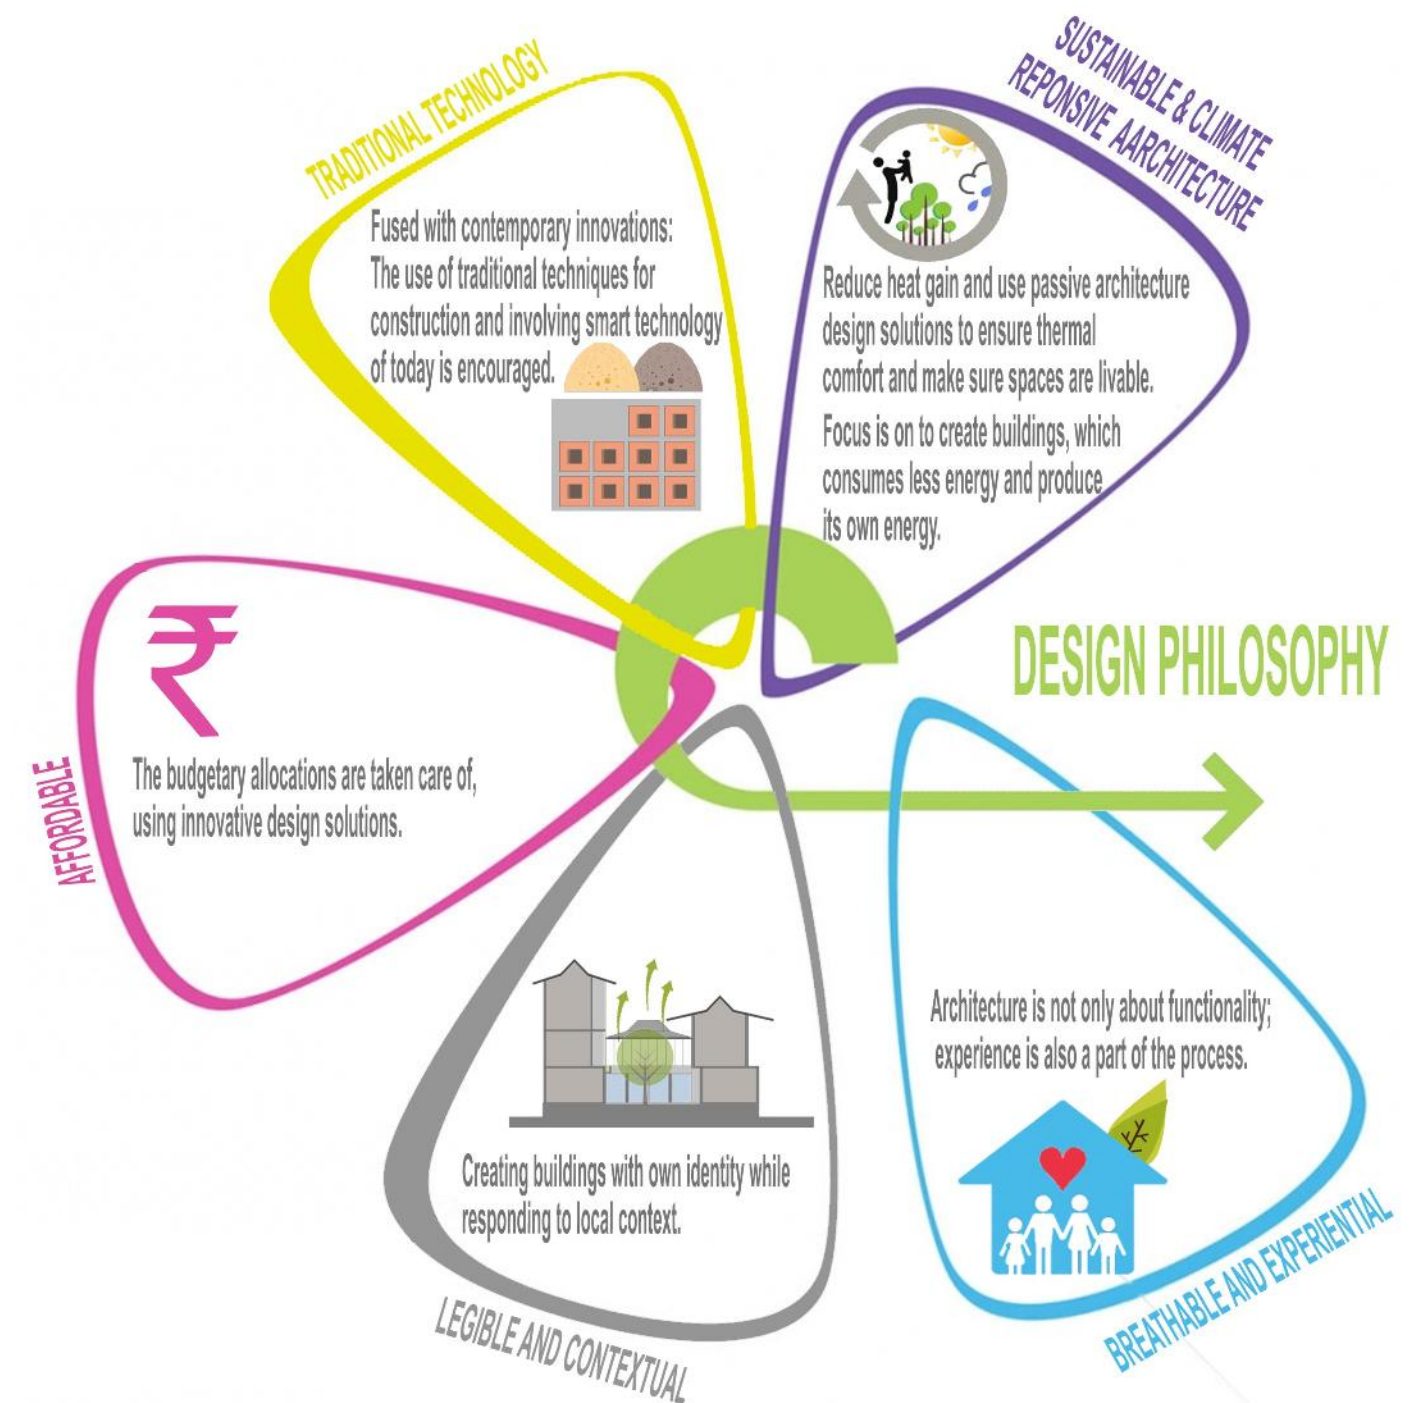 TRADITIONAL TECHNOLOGY
Fused with contemporary innovations:
The use of traditional techniques for
construction and involving smart technology
of today is encouraged.
SUSTAINABLE & CLIMATE
REPONSIVE AARCHITECTURE
Reduce heat gain and use passive architecture
design solutions to ensure thermal
comfort and make sure spaces are livable.
Focus is on to create buildings, which
consumes less energy and produce
its own energy.
DESIGN PHILOSOPHY
₹
AFFORDABLE
The budgetary allocations are taken care of,
using innovative design solutions.
Creating buildings with own identity while
responding to local context.
LEGIBLE AND CONTEXTUAL
Architecture is not only about functionality;
experience is also a part of the process.
BREATHABLE AND EXPERIENTIAL